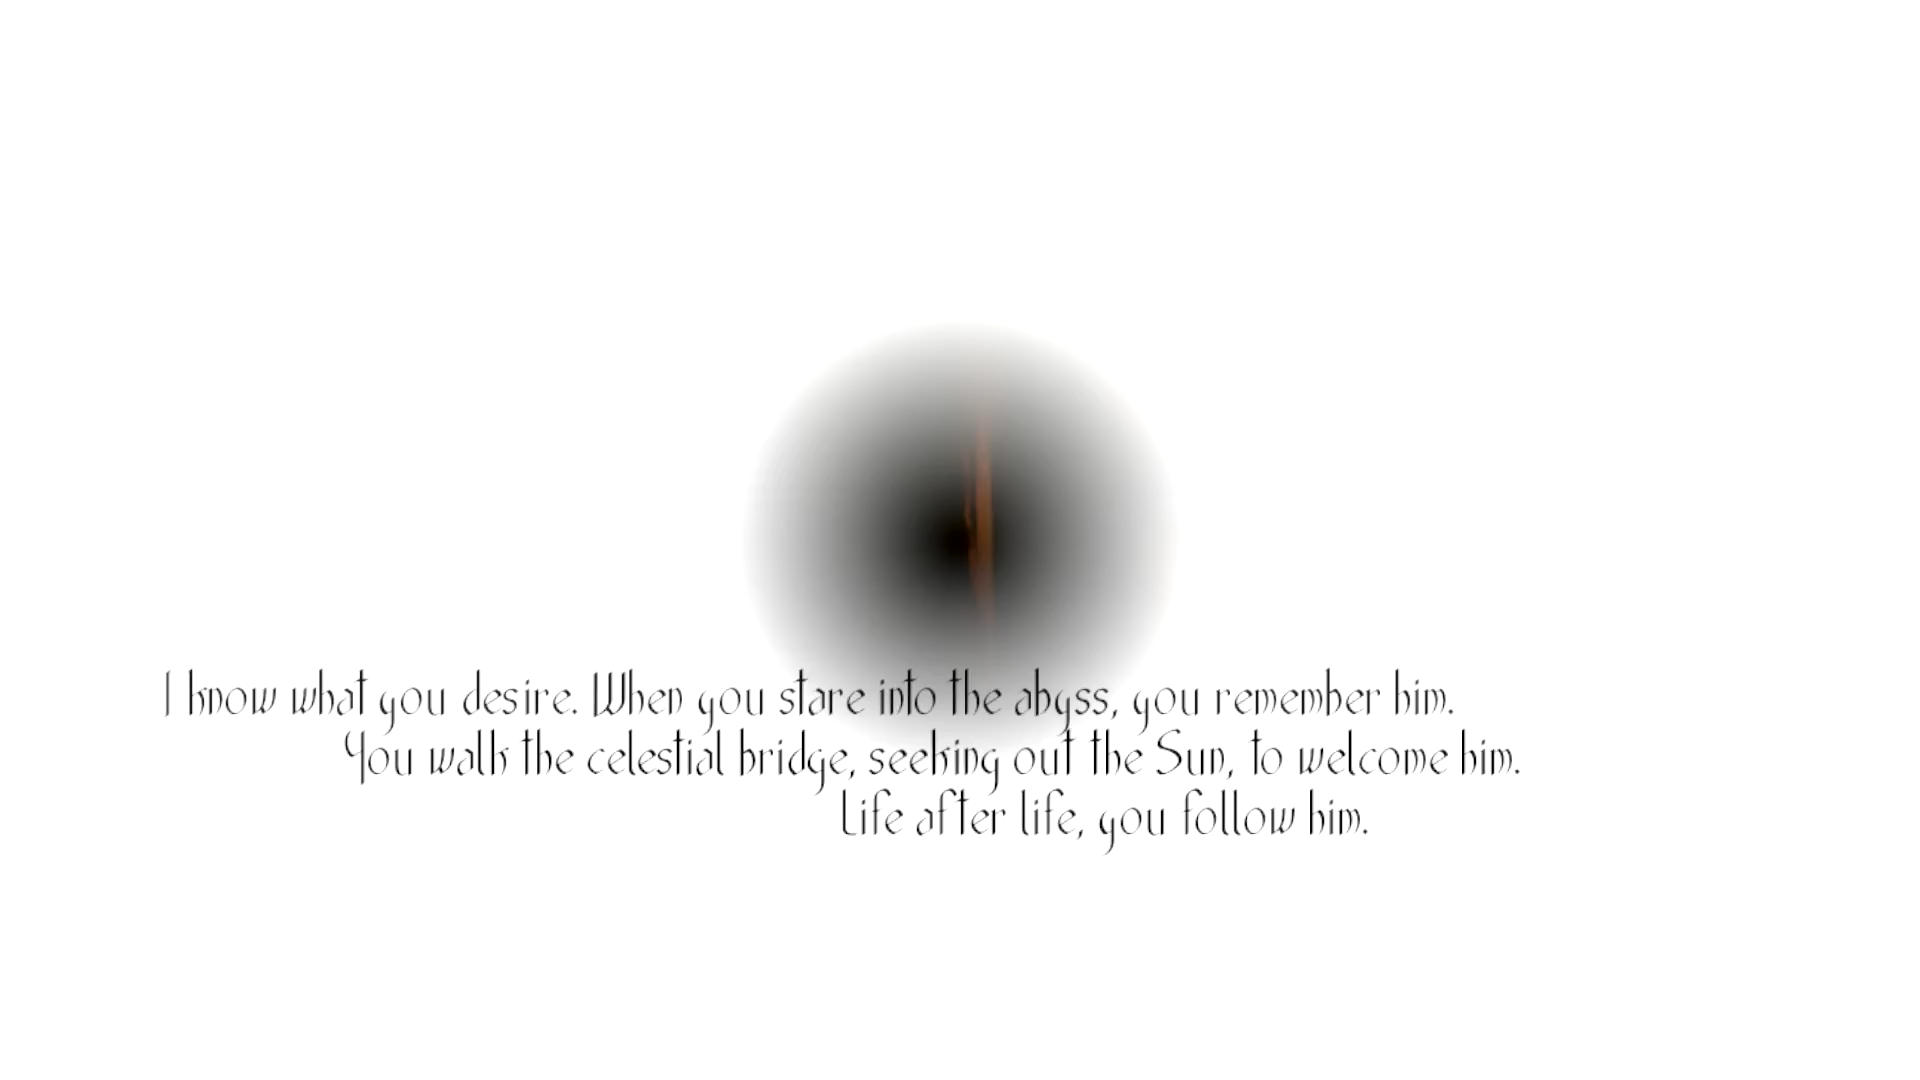 I know what you desire. When you stare into the abyss, you remember him.
You walk the celestial bridge, seeking out the Sun, to welcome him.
Life after life, you follow him.